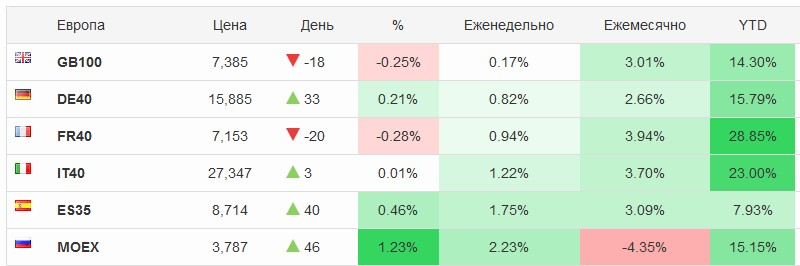 Европа Цена День % Еженедельно Ежемесячно YTD
GB100 7,385 -18 -0.25% 0.17% 3.01% 14.30%
DE40 15,885 33 0.21% 0.82% 2.66% 15.79%
FR40 7,153 -20 -0.28% 0.94% 3.94% 28.85%
IT40 27,347 3 0.01% 1.22% 3.70% 23.00%
ES35 8,714 40 0.46% 1.75% 3.09% 7.93%
MOEX 3,787 46 1.23% 2.23% -4.35% 15.15%